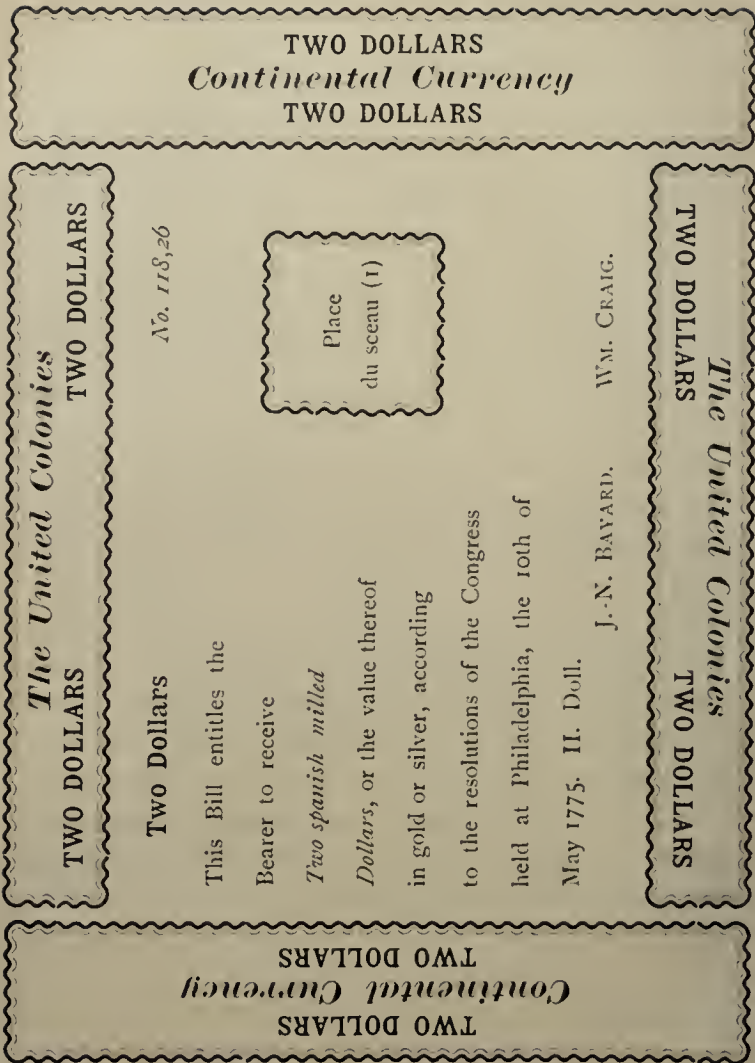 TWO DOLLARS
Continental Currency
TWO DOLLARS
The United Colonies
TWO DOLLARS TWO DOLLARS
Two Dollars No. 118,26
This Bill entitles the
Bearer to receive
Two spanish milled
Dollars, or the value thereof
in gold or silver, according
to the resolutions of the Congress
held at Philadelphia, the 10th of
May 1775. II. Doll.
Place
du sceau (1)
J.-N. BAYARD. WM. CRAIG.
TWO DOLLARS TWO DOLLARS
The United Colonies
TWO DOLLARS
Continental Currency
TWO DOLLARS